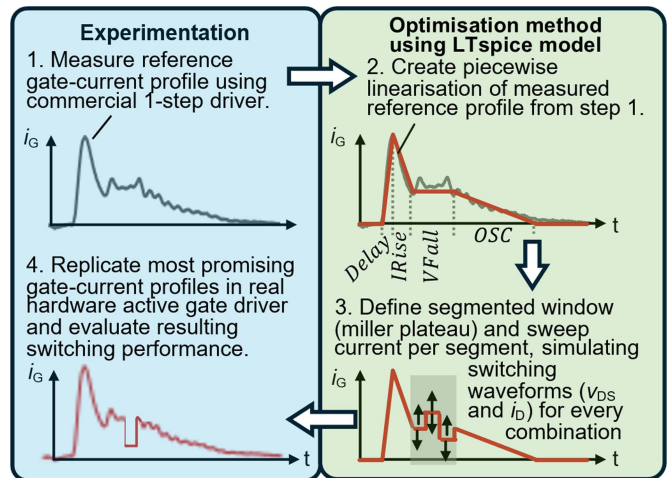 Experimentation
1. Measure reference
gate-current profile using
commercial 1-step driver.
iG
t
Optimisation method
using LTspice model
2. Create piecewise
linearisation of measured
reference profile from step 1.
iG
t
Delay
IRise
VFall
OSC
3. Define segmented window
(miller plateau) and sweep
current per segment, simulating
switching
waveforms (vDS
and iD) for every
combination
iG
t
4. Replicate most promising
gate-current profiles in real
hardware active gate driver
and evaluate resulting
switching performance.
iG
t